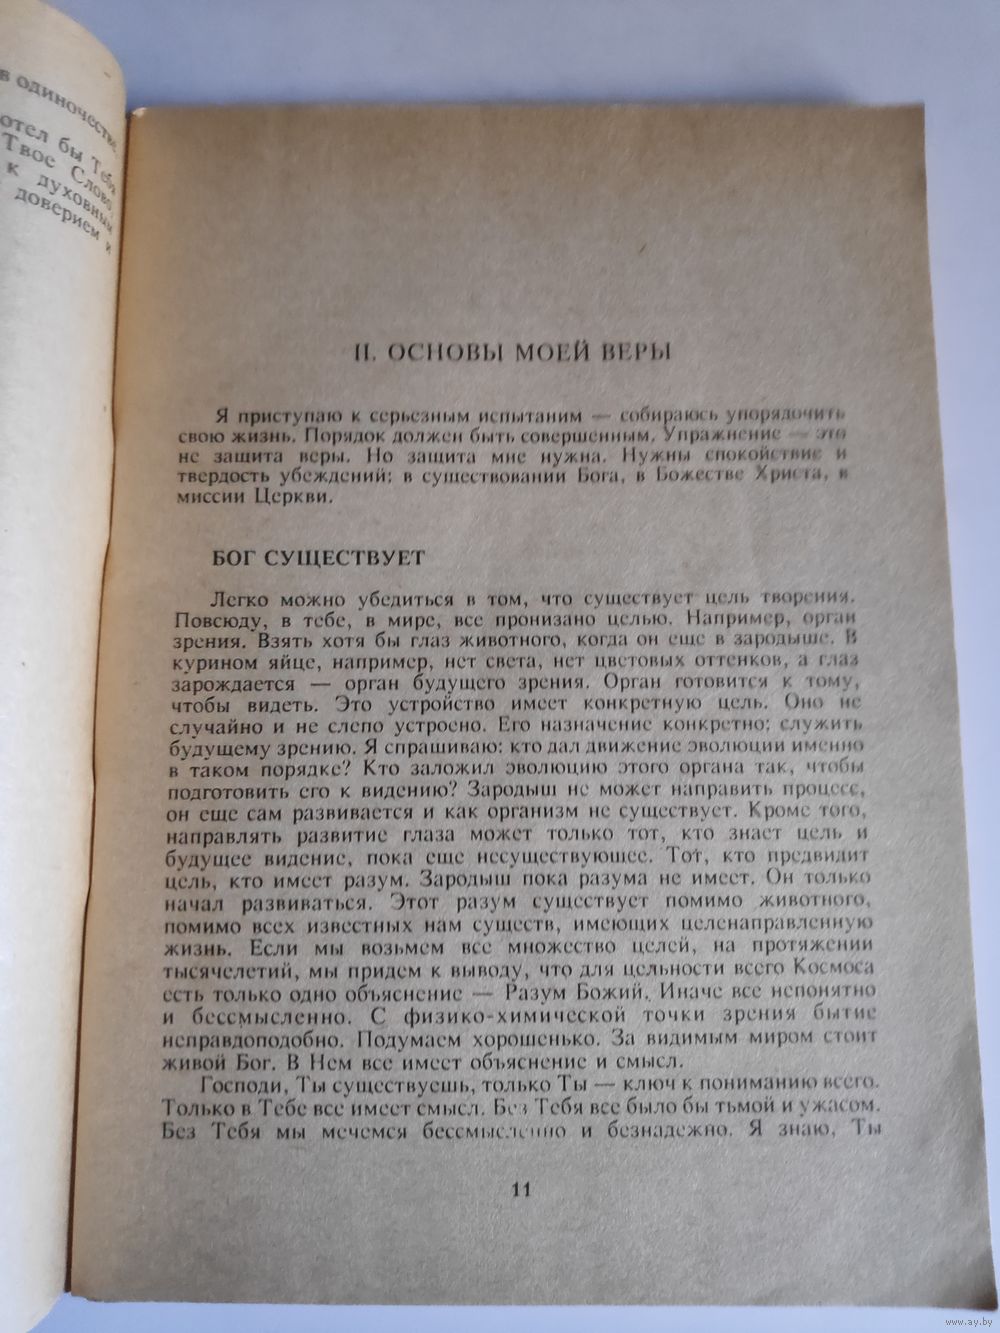 в одиночестве.
отел бы Тебя
Твое Слово,
к духовным
доверием и
II. ОСНОВЫ МОЕЙ ВЕРЫ
Я приступаю к серьезным испытаним — собираюсь упорядочить
свою жизнь. Порядок должен быть совершенным. Упражнение — это
не защита веры. Но защита мне нужна. Нужны спокойствие и
твердость убеждений: в существовании Бога, в Божестве Христа, в
миссии Церкви.
БОГ СУЩЕСТВУЕТ
Легко можно убедиться в том, что существует цель творения.
Повсюду, в тебе, в мире, все пронизано целью. Например, орган
зрения. Взять хотя бы глаз животного, когда он еще в зародыше. В
курином яйце, например, нет света, нет цветовых оттенков, а глаз
зарождается — орган будущего зрения. Орган готовится к тому,
чтобы видеть. Это устройство имеет конкретную цель. Оно не
случайно и не слепо устроено. Его назначение конкретно: служить
будущему зрению. Я спрашиваю: кто дал движение эволюции именно
в таком порядке? Кто заложил эволюцию этого органа так, чтобы
подготовить его к видению? Зародыш не может направить процесс,
он еще сам развивается и как организм не существует. Кроме того,
направлять развитие глаза может только тот, кто знает цель и
будущее видение, пока еще несуществующее. Тот, кто предвидит
цель, кто имеет разум. Зародыш пока разума не имеет. Он только
начал развиваться. Этот разум существует помимо животного,
помимо всех известных нам существ, имеющих целенаправленную
жизнь. Если мы возьмем все множество целей, на протяжении
тысячелетий, мы придем к выводу, что для цельности всего Космоса
есть только одно объяснение — Разум Божий. Иначе все непонятно
и бессмысленно. С физико-химической точки зрения бытие
неправдоподобно. Подумаем хорошенько. За видимым миром стоит
живой Бог. В Нем все имеет объяснение и смысл.
Господи, Ты существуешь, только Ты — ключ к пониманию всего.
Только в Тебе все имеет смысл. Без Тебя все было бы тьмой и ужасом.
Без Тебя мы мечемся бессмысленно и безнадежно. Я знаю, Ты
11
www.ay.by